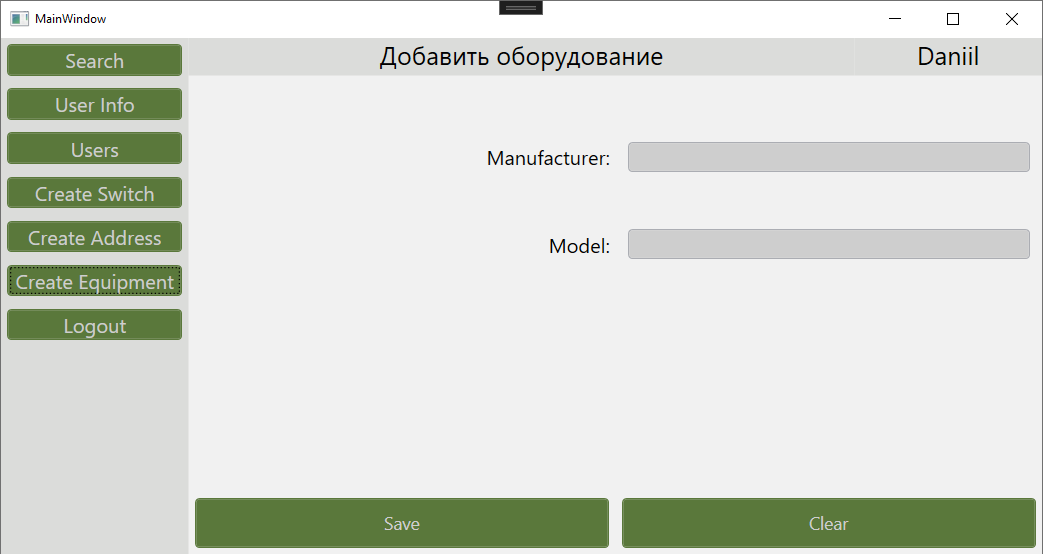 MainWindow
Search
User Info
Users
Create Switch
Create Address
Create Equipment
Logout
Добавить оборудование
Daniil
Manufacturer:
Model:
Save
Clear